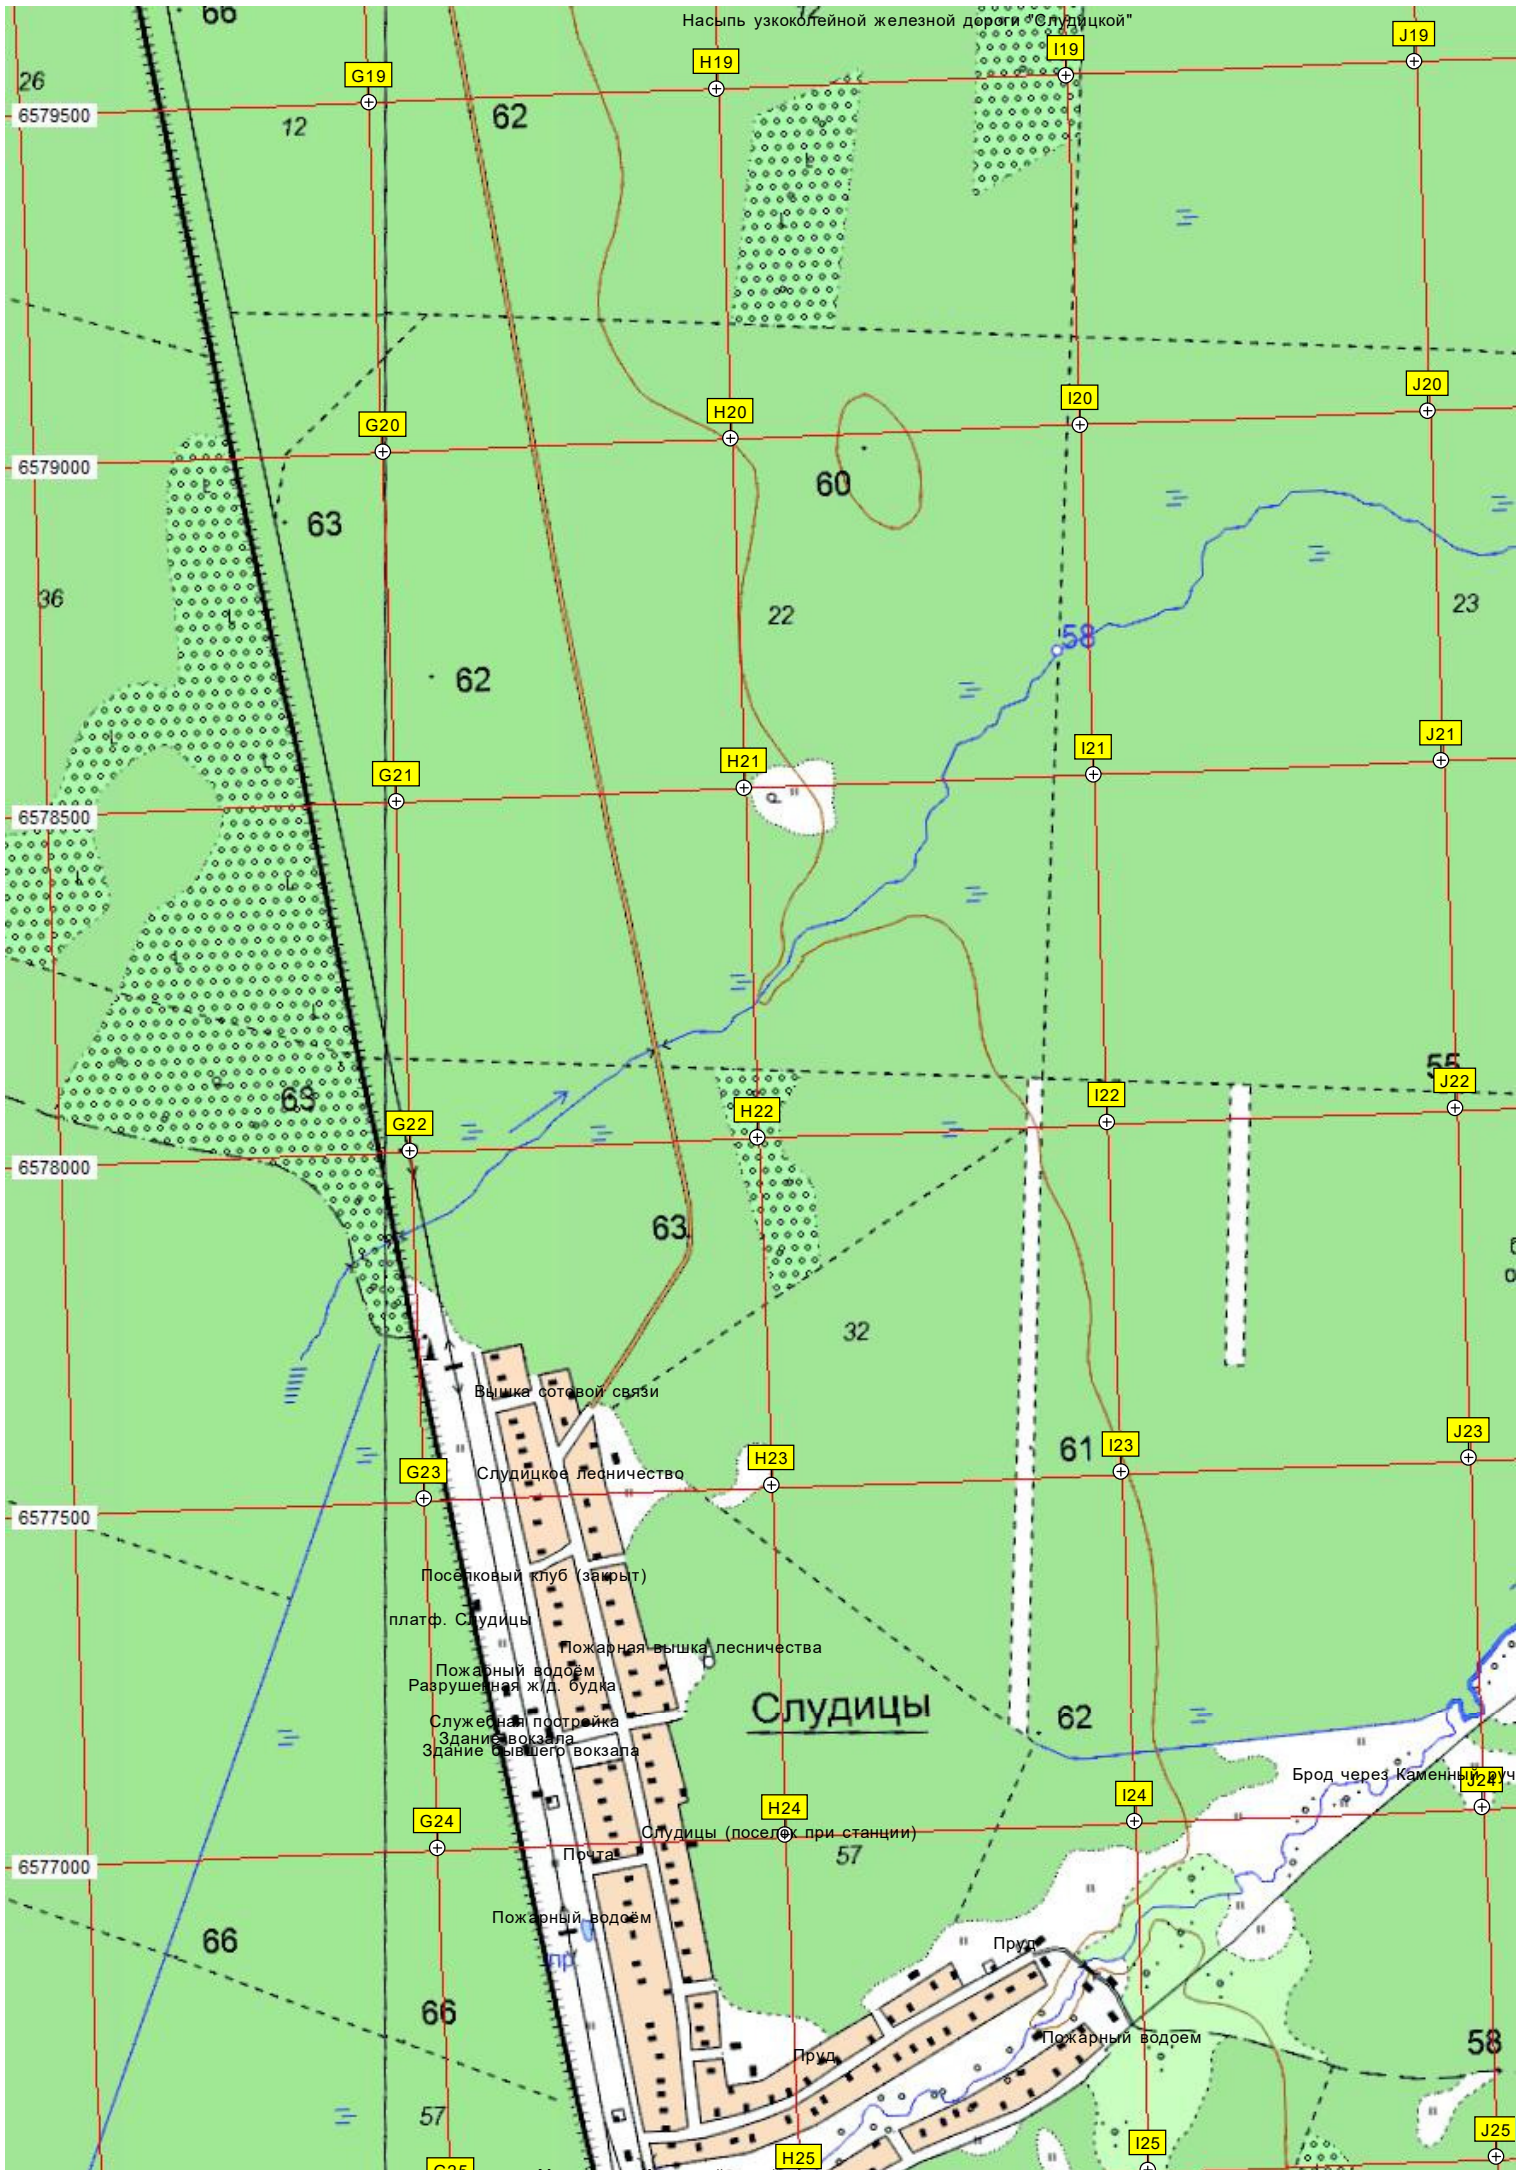 66
12
Насыпь узкоколейной железной дороги "Слудицкой"
J19
I19
H19
G19
26
6579500
12
62
J20
I20
H20
G20
6579000
60
63
36
22
23
58
62
J21
I21
H21
G21
6578500
55
J22
I22
63
H22
G22
6578000
63
32
1
Вышка сотовой связи
J23
61
I23
H23
G23
Слудицкое лесничество
6577500
Посёлковый клуб (закрыт)
платф. Слудицы
Пожарная вышка лесничества
Пожарный водоём
Разрушенная ж/д. будка
Слудицы
62
Служебная постройка
Здание вокзала
Здание бывшего вокзала
Брод через Каменный руч
J24
I24
H24
G24
Слудицы (поселок при станции)
57
Почта
6577000
Пожарный водоём
66
Пруд
пр
66
Пожарный водоем
58
Пруд
57
J25
I25
H25
G25